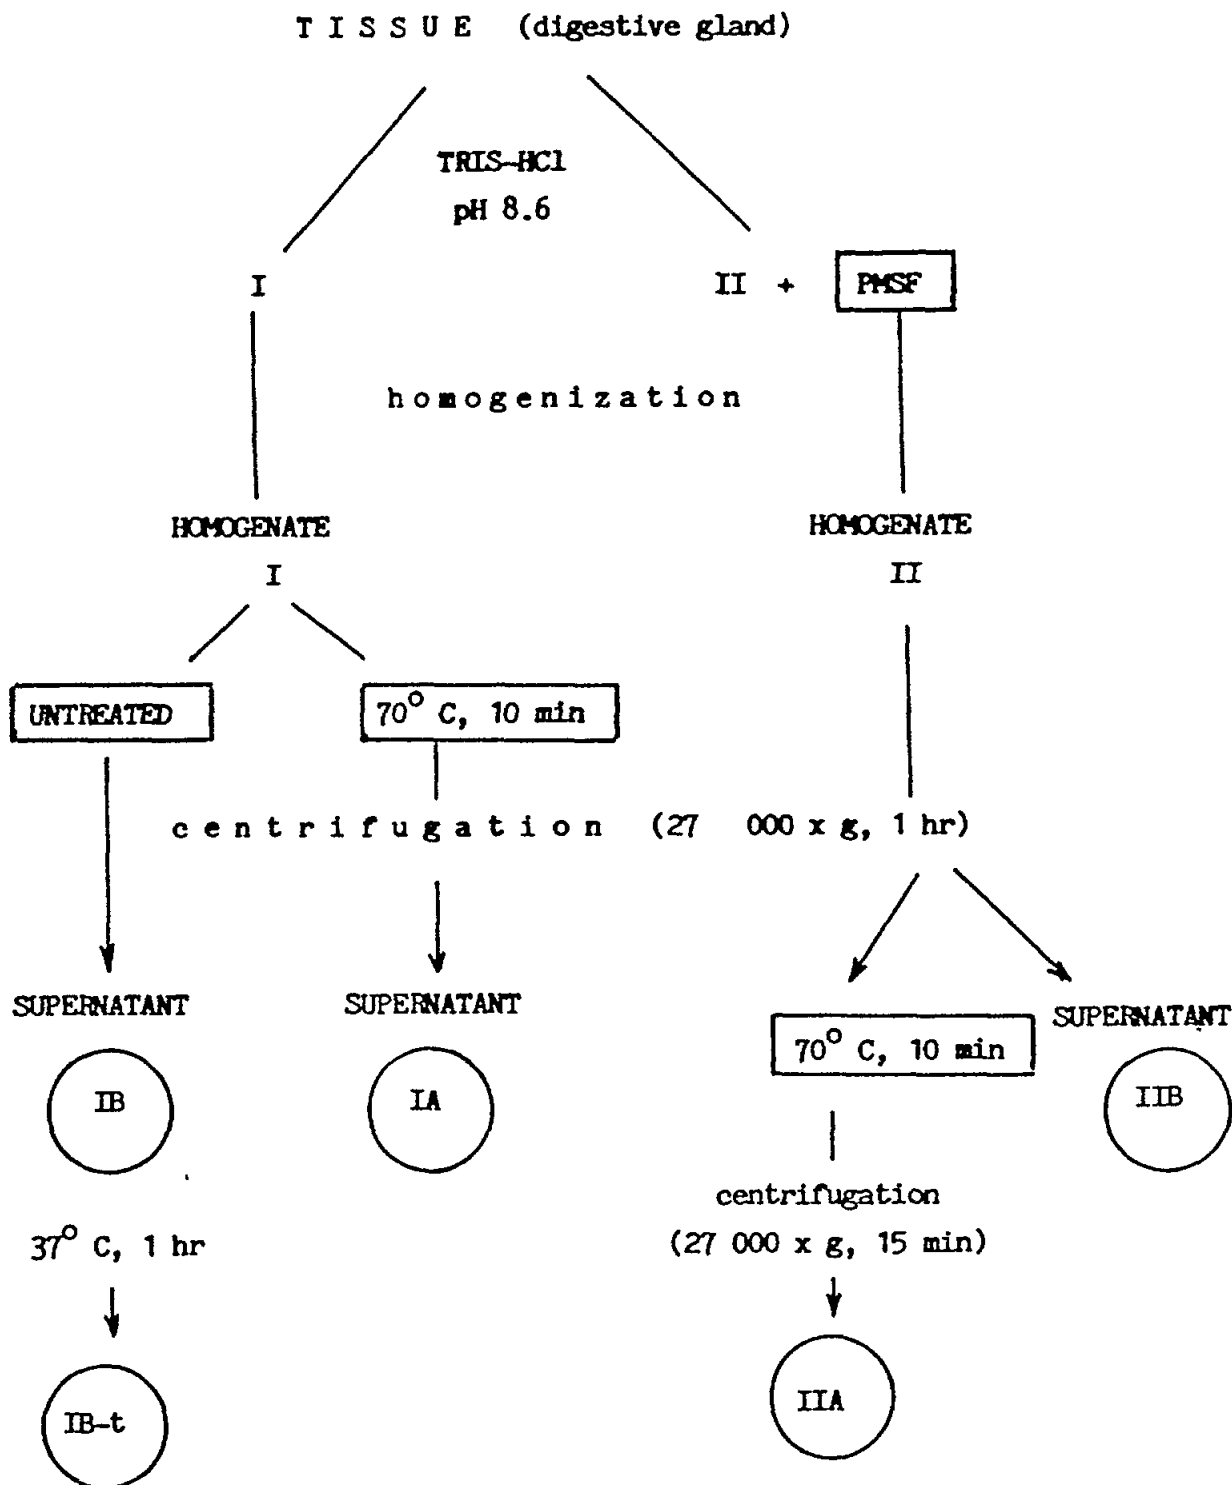 T I S S U E (digestive gland)
TRIS-HCl
pH 8.6
I
II + PMSF
homogenization
HOMOGENATE
I
HOMOGENATE
II
UNTREATED
70° C, 10 min
centrifugation (27 000 x g, 1 hr)
SUPERNATANT
IB
SUPERNATANT
IA
70° C, 10 min
SUPERNATANT
IIB
37° C, 1 hr
centrifugation
(27 000 x g, 15 min)
IB-t
IIA